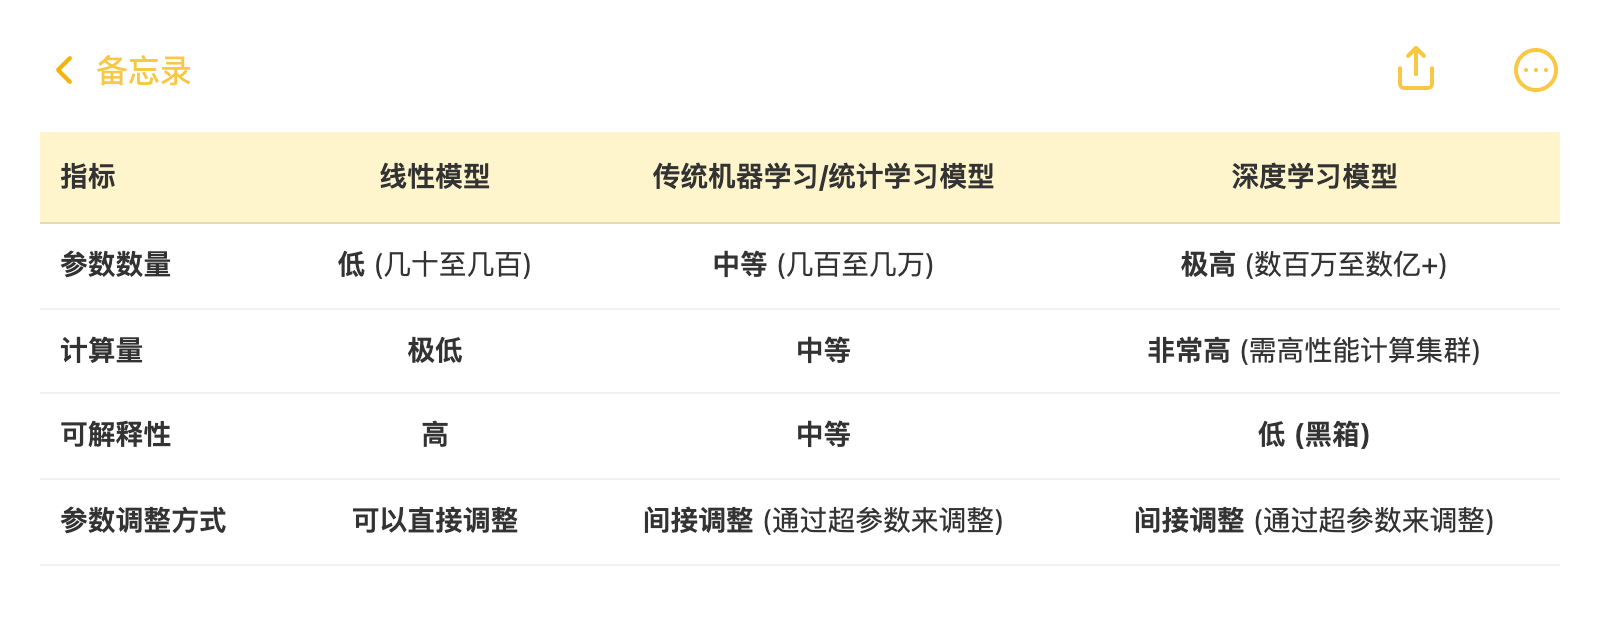 备忘录
指标 线性模型 传统机器学习/统计学习模型 深度学习模型
参数数量 低 (几十至几百) 中等 (几百至几万) 极高 (数百万至数亿+)
计算量 极低 中等 非常高 (需高性能计算集群)
可解释性 高 中等 低 (黑箱)
参数调整方式 可以直接调整 间接调整 (通过超参数来调整) 间接调整 (通过超参数来调整)